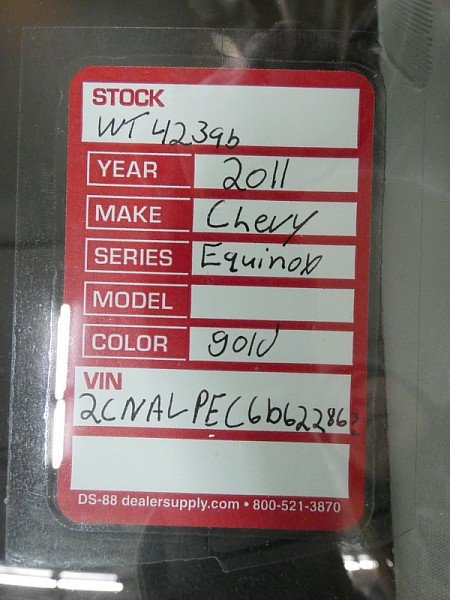 STOCK
WT4239b
YEAR 2011
MAKE Chevy
SERIES Equinox
MODEL
COLOR gold
VIN
DS-88 dealersupply.com • 800-521-3870